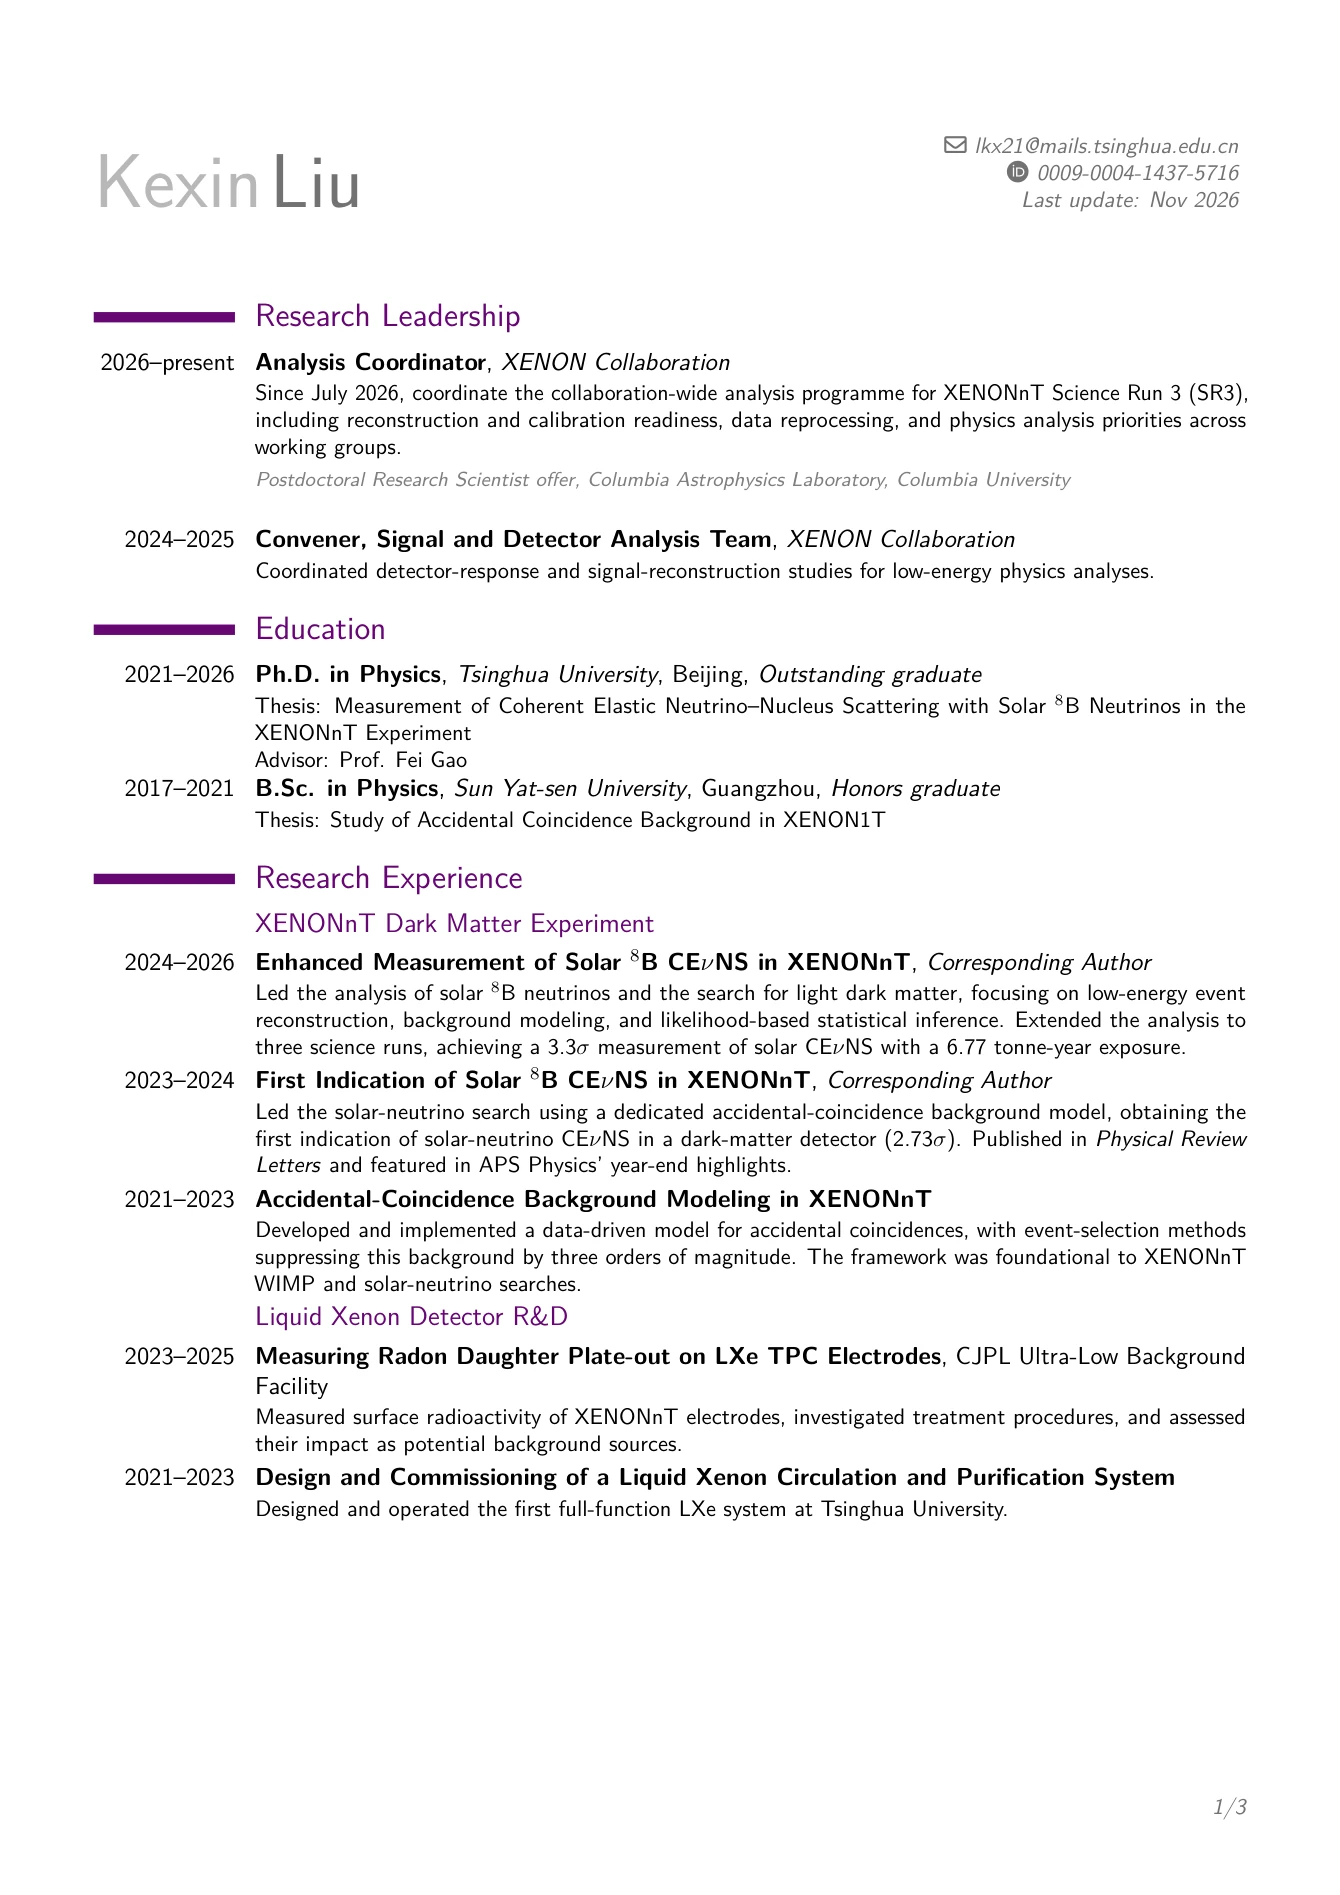 Kexin Liu
lkx21@mails.tsinghua.edu.cn
0009-0004-1437-5716
Last update: Nov 2026
Research Leadership
2026–present Analysis Coordinator, XENON Collaboration
Since July 2026, coordinate the collaboration-wide analysis programme for XENONnT Science Run 3 (SR3),
including reconstruction and calibration readiness, data reprocessing, and physics analysis priorities across
working groups.
Postdoctoral Research Scientist offer, Columbia Astrophysics Laboratory, Columbia University
2024–2025 Convener, Signal and Detector Analysis Team, XENON Collaboration
Coordinated detector-response and signal-reconstruction studies for low-energy physics analyses.
Education
2021–2026 Ph.D. in Physics, Tsinghua University, Beijing, Outstanding graduate
Thesis: Measurement of Coherent Elastic Neutrino–Nucleus Scattering with Solar ⁸B Neutrinos in the
XENONnT Experiment
Advisor: Prof. Fei Gao
2017–2021 B.Sc. in Physics, Sun Yat-sen University, Guangzhou, Honors graduate
Thesis: Study of Accidental Coincidence Background in XENON1T
Research Experience
XENONnT Dark Matter Experiment
2024–2026 Enhanced Measurement of Solar ⁸B CEνNS in XENONnT, Corresponding Author
Led the analysis of solar ⁸B neutrinos and the search for light dark matter, focusing on low-energy event
reconstruction, background modeling, and likelihood-based statistical inference. Extended the analysis to
three science runs, achieving a 3.3σ measurement of solar CEνNS with a 6.77 tonne-year exposure.
2023–2024 First Indication of Solar ⁸B CEνNS in XENONnT, Corresponding Author
Led the solar-neutrino search using a dedicated accidental-coincidence background model, obtaining the
first indication of solar-neutrino CEνNS in a dark-matter detector (2.73σ). Published in Physical Review
Letters and featured in APS Physics' year-end highlights.
2021–2023 Accidental-Coincidence Background Modeling in XENONnT
Developed and implemented a data-driven model for accidental coincidences, with event-selection methods
suppressing this background by three orders of magnitude. The framework was foundational to XENONnT
WIMP and solar-neutrino searches.
Liquid Xenon Detector R&D
2023–2025 Measuring Radon Daughter Plate-out on LXe TPC Electrodes, CJPL Ultra-Low Background
Facility
Measured surface radioactivity of XENONnT electrodes, investigated treatment procedures, and assessed
their impact as potential background sources.
2021–2023 Design and Commissioning of a Liquid Xenon Circulation and Purification System
Designed and operated the first full-function LXe system at Tsinghua University.
1/3